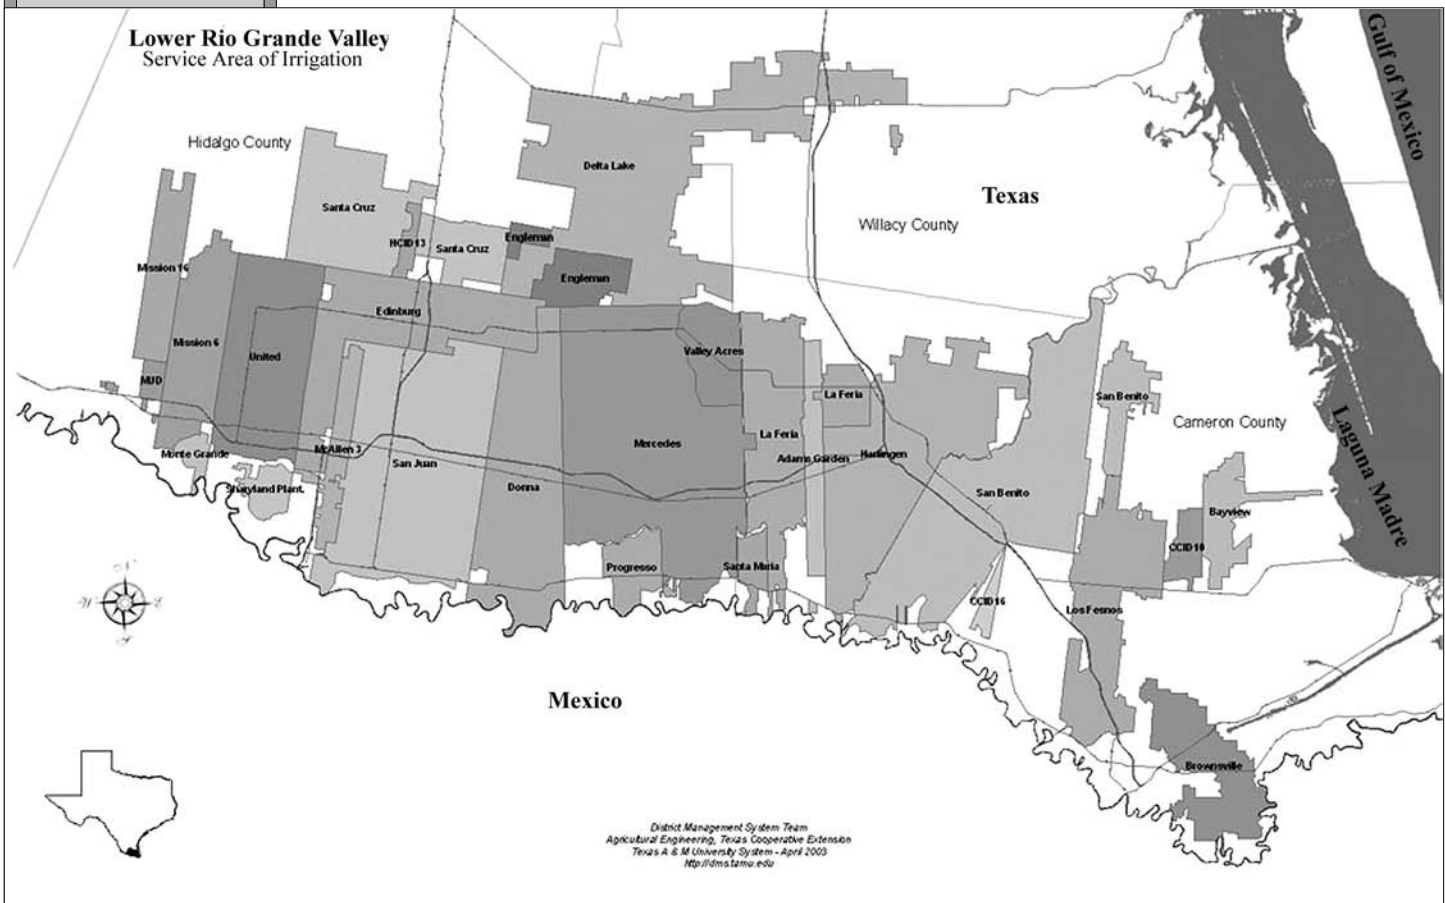 Lower Rio Grande Valley
Service Area of Irrigation
Gulf of Mexico
Hidalgo County
Delta Lake
Texas
Santa Cruz
Willacy County
HCID13
Santa Cruz
Engleman
Mission 16
Engleman
Edinburg
Mission 6
United
Valley Acres
MUD
La Feria
San Benito
Cameron County
Laguna Madre
La Feria
Mercedes
Monte Grande
McAllen 3
San Juan
Adams Garden
Harlingen
Sharyland Plant.
Donna
San Benito
Bayview
CCID10
Progresso
Santa Maria
CCID16
Los Fesnos
N
W
E
S
Mexico
Brownsville
District Management System Team
Agricultural Engineering, Texas Cooperative Extension
Texas A & M University System - April 2003
http://dms.tamu.edu